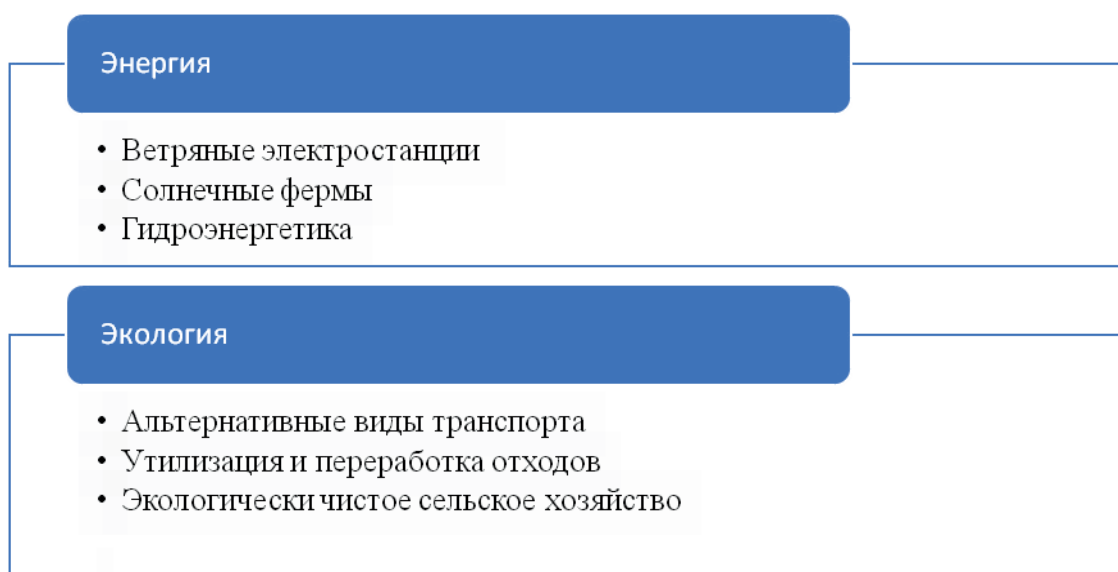 Энергия
• Ветряные электростанции
• Солнечные фермы
• Гидроэнергетика
Экология
• Альтернативные виды транспорта
• Утилизация и переработка отходов
• Экологически чистое сельское хозяйство